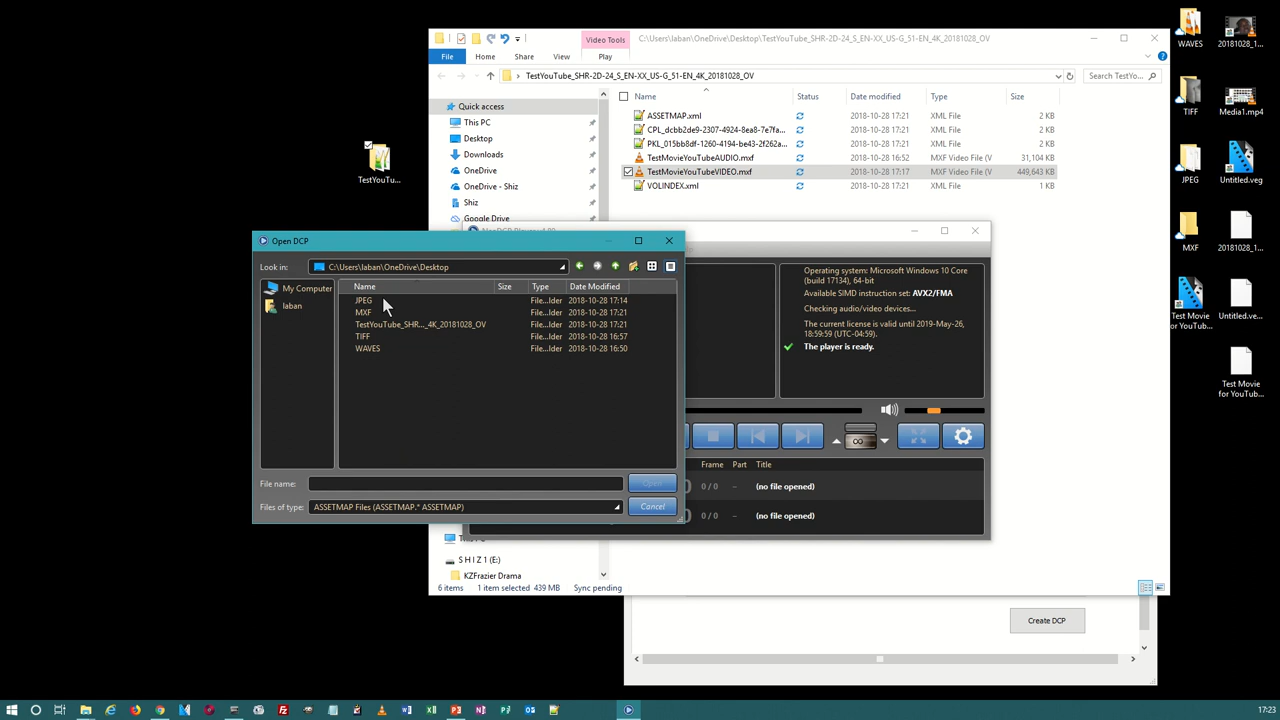 Video Tools
C:\Users\laban\OneDrive\Desktop\TestYouTube_SHR-2D-24_S_EN-XX_US-G_51-EN_4K_20181028_OV
File Home Share View Play
TestYouTube_SHR-2D-24_S_EN-XX_US-G_51-EN_4K_20181028_OV
Search TestYo...
Quick access
This PC
Desktop
Downloads
OneDrive
OneDrive - Shiz
Shiz
Google Drive
Name Status Date modified Type Size
ASSETMAP.xml 2018-10-28 17:21 XML File 2 KB
CPL_dcbb2de9-2307-4924-8ea8-7e7fa... 2018-10-28 17:21 XML File 2 KB
PKL_015bb8df-1260-4194-be43-2f262a... 2018-10-28 17:21 XML File 2 KB
TestMovieYouTubeAUDIO.mxf 2018-10-28 16:52 MXF Video File (V 31,104 KB
TestMovieYouTubeVIDEO.mxf 2018-10-28 17:17 MXF Video File (V 449,643 KB
VOLINDEX.xml 2018-10-28 17:21 XML File 1 KB
TestYouTu...
Open DCP
Look in: C:\Users\laban\OneDrive\Desktop
My Computer
laban
Name Size Type Date Modified
JPEG File...lder 2018-10-28 17:14
MXF File...lder 2018-10-28 17:21
TestYouTube_SHR..._4K_20181028_OV File...lder 2018-10-28 17:21
TIFF File...lder 2018-10-28 16:57
WAVES File...lder 2018-10-28 16:50
File name: Open
Files of type: ASSETMAP Files (ASSETMAP.* ASSETMAP) Cancel
Operating system: Microsoft Windows 10 Core
(build 17134), 64-bit
Available SIMD instruction set: AVX2/FMA
Checking audio/video devices...
The current license is valid until 2019-May-26,
18:59:59 (UTC-04:59).
The player is ready.
Frame Part Title
0 / 0 – (no file opened)
0 / 0 – (no file opened)
This PC
S H I Z 1 (E:)
KZFrazier Drama
6 items 1 item selected 439 MB Sync pending
Create DCP
WAVES
20181028_1...
TIFF
Media1.mp4
JPEG
Untitled.veg
MXF
20181028_1...
Test Movie
for YouTub...
Untitled.ve...
Test Movie
for YouTub...
17:23